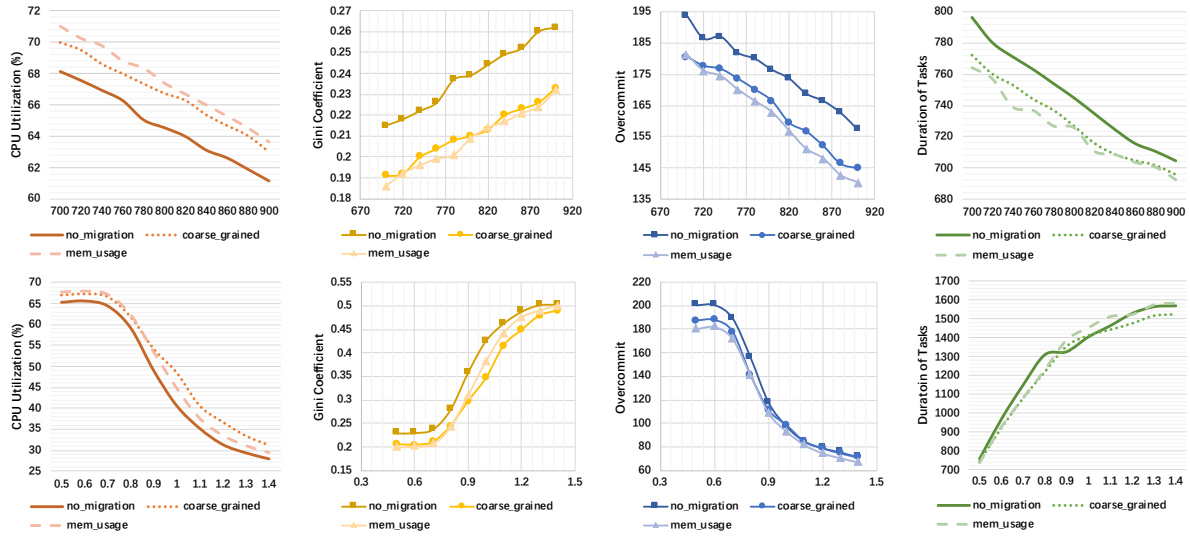 CPU Utilization (%)
72
70
68
66
64
62
60
700 720 740 760 780 800 820 840 860 880 900
no_migration coarse_grained
mem_usage
Gini Coefficient
0.27
0.26
0.25
0.24
0.23
0.22
0.21
0.2
0.19
0.18
670 720 770 820 870 920
no_migration coarse_grained
mem_usage
Overcommit
195
185
175
165
155
145
135
670 720 770 820 870 920
no_migration coarse_grained
mem_usage
Duration of Tasks
800
780
760
740
720
700
680
700 720 740 760 780 800 820 840 860 880 900
no_migration coarse_grained
mem_usage
CPU Utilization (%)
70
65
60
55
50
45
40
35
30
25
0.5 0.6 0.7 0.8 0.9 1 1.1 1.2 1.3 1.4
no_migration coarse_grained
mem_usage
Gini Coefficient
0.55
0.5
0.45
0.4
0.35
0.3
0.25
0.2
0.15
0.3 0.6 0.9 1.2 1.5
no_migration coarse_grained
mem_usage
Overcommit
220
200
180
160
140
120
100
80
60
0.3 0.6 0.9 1.2 1.5
no_migration coarse_grained
mem_usage
Duratoin of Tasks
1700
1600
1500
1400
1300
1200
1100
1000
900
800
700
0.5 0.6 0.7 0.8 0.9 1 1.1 1.2 1.3 1.4
no_migration coarse_grained
mem_usage